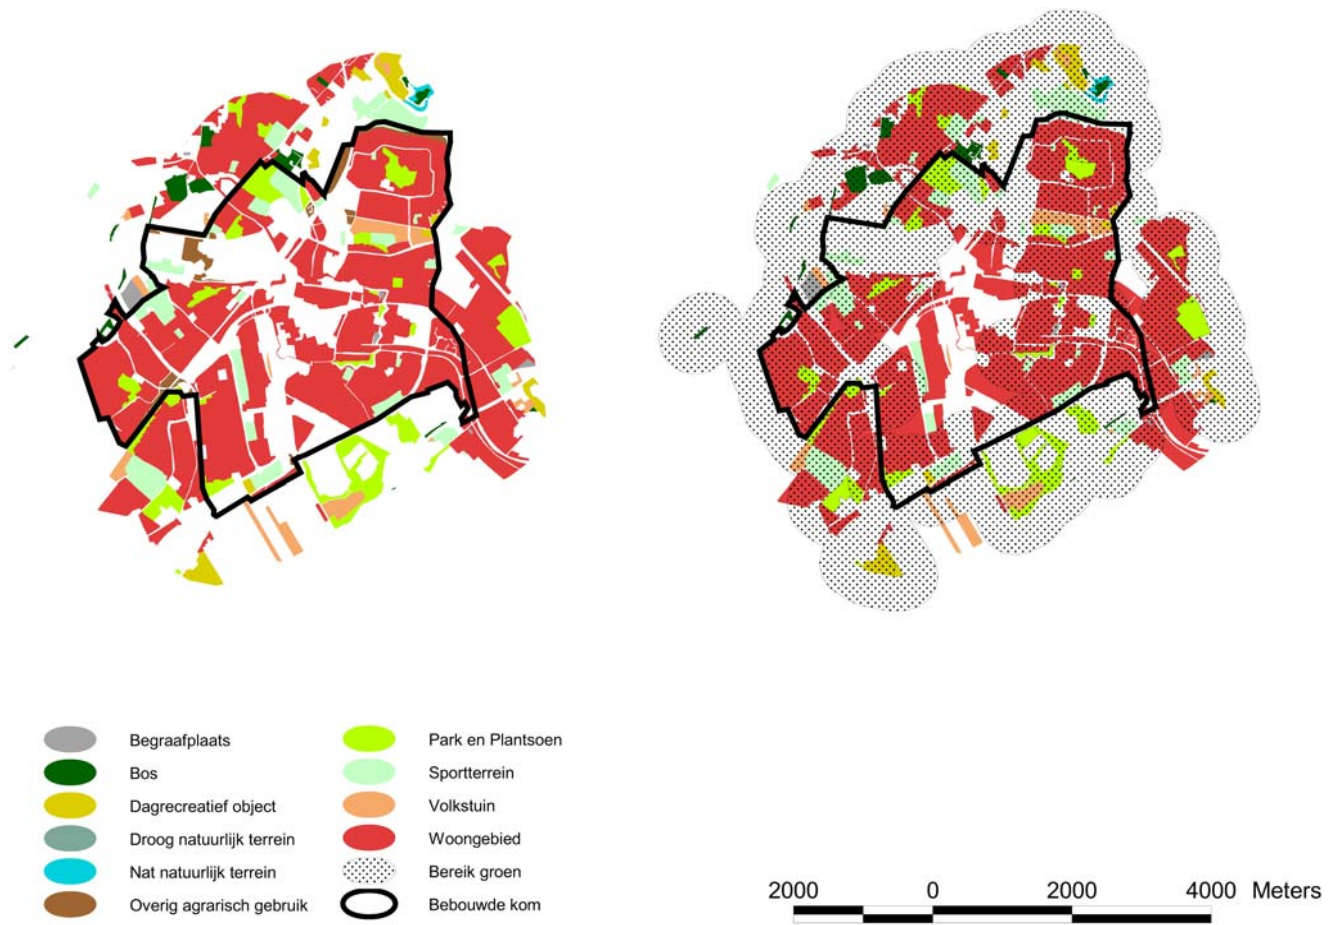 Begraafplaats
Bos
Dagrecreatief object
Droog natuurlijk terrein
Nat natuurlijk terrein
Overig agrarisch gebruik
Park en Plantsoen
Sportterrein
Volkstuin
Woongebied
Bereik groen
Bebouwde kom
2000 0 2000 4000 Meters